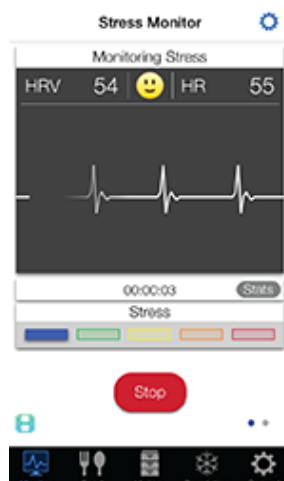 Stress Monitor
Monitoring Stress
HRV 54 HR 55
00:00:03 Stats
Stress
Stop